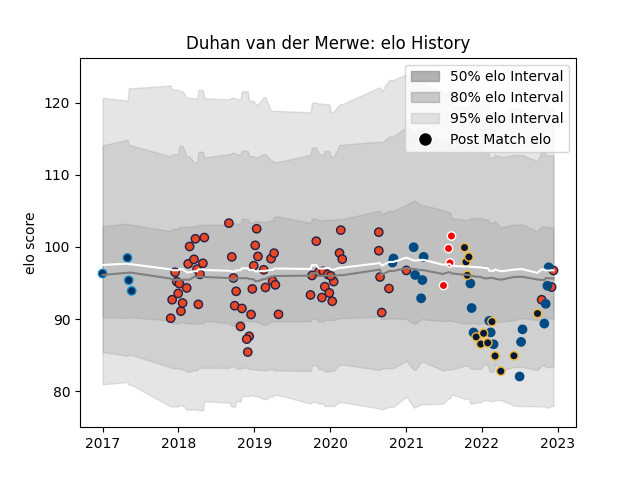 Duhan van der Merwe: elo History
50% elo Interval
80% elo Interval
95% elo Interval
Post Match elo
elo score
120
110
100
90
80
2017 2018 2019 2020 2021 2022 2023